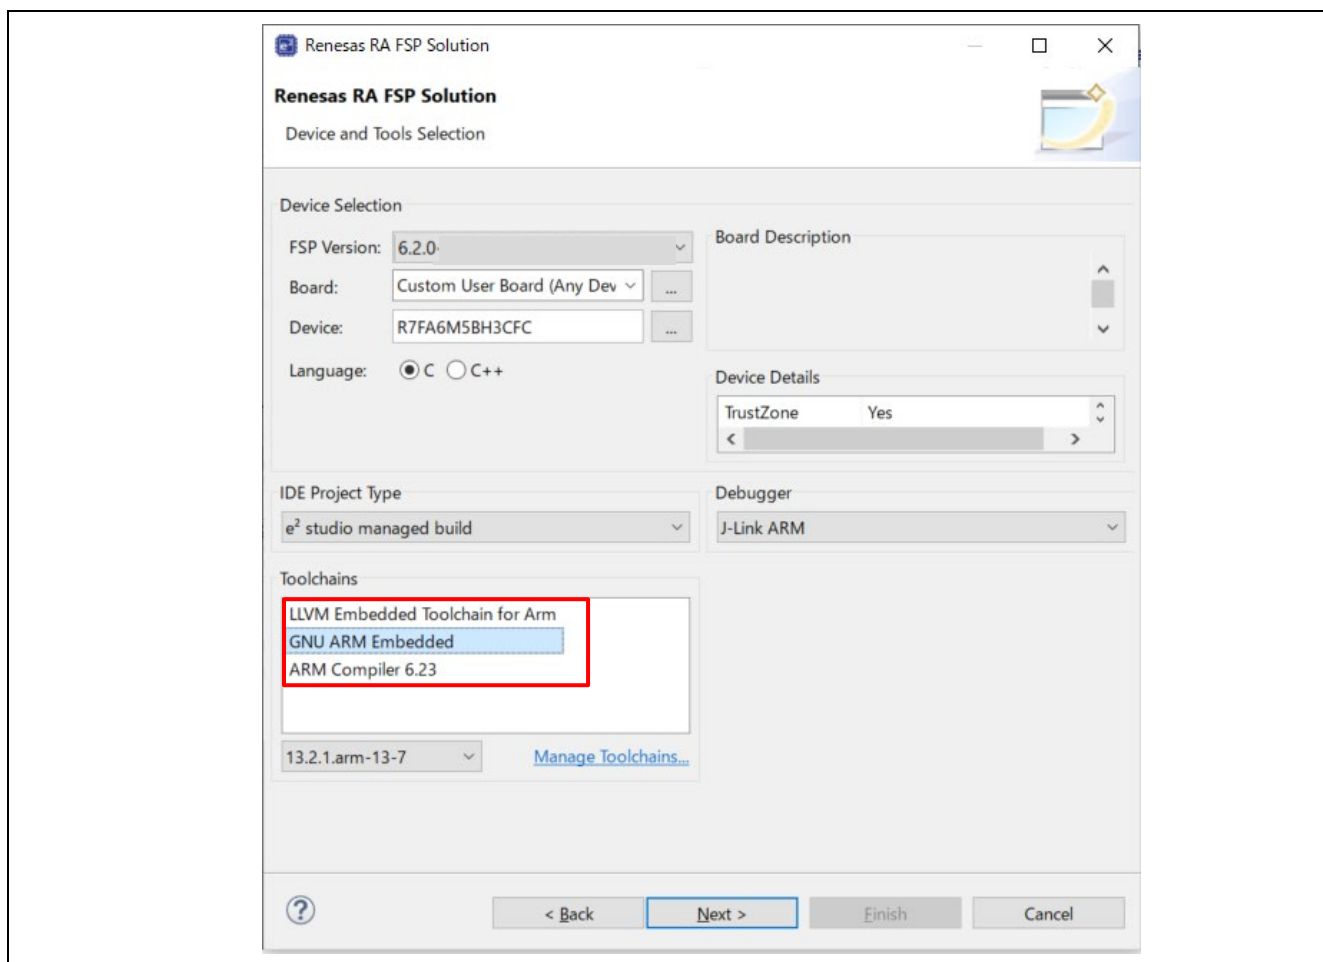 Renesas RA FSP Solution
Renesas RA FSP Solution
Device and Tools Selection
Device Selection
FSP Version: 6.2.0
Board: Custom User Board (Any Dev ...
Device: R7FA6M5BH3CFC ...
Language: C C++
Board Description
Device Details
TrustZone Yes
IDE Project Type
e² studio managed build
Debugger
J-Link ARM
Toolchains
LLVM Embedded Toolchain for Arm
GNU ARM Embedded
ARM Compiler 6.23
13.2.1.arm-13-7 Manage Toolchains...
? < Back Next > Finish Cancel